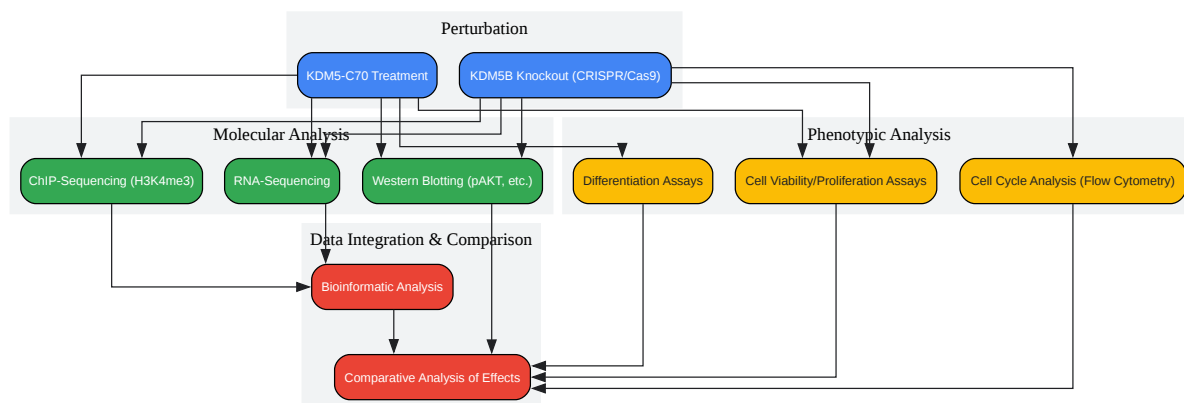 Perturbation
KDM5-C70 Treatment
KDM5B Knockout (CRISPR/Cas9)
Molecular Analysis
Phenotypic Analysis
ChIP-Sequencing (H3K4me3)
RNA-Sequencing
Western Blotting (pAKT, etc.)
Differentiation Assays
Cell Viability/Proliferation Assays
Cell Cycle Analysis (Flow Cytometry)
Data Integration & Comparison
Bioinformatic Analysis
Comparative Analysis of Effects